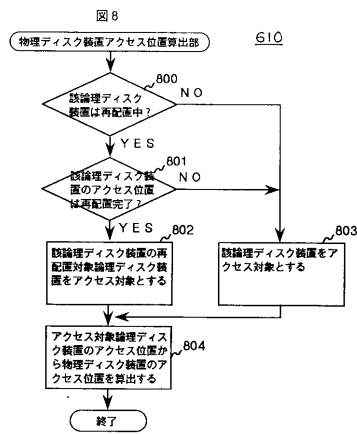 図8
物理ディスク装置アクセス位置算出部
610
800
該論理ディスク
装置は再配置中?
NO
YES
801
該論理ディスク装
置のアクセス位置
は再配置完了?
NO
YES
802
該論理ディスク装置の再
配置対象論理ディスク装
置をアクセス対象とする
803
該論理ディスク装置をア
クセス対象とする
アクセス対象論理ディス
ク装置のアクセス位置か
ら物理ディスク装置のア
クセス位置を算出する
804
終了